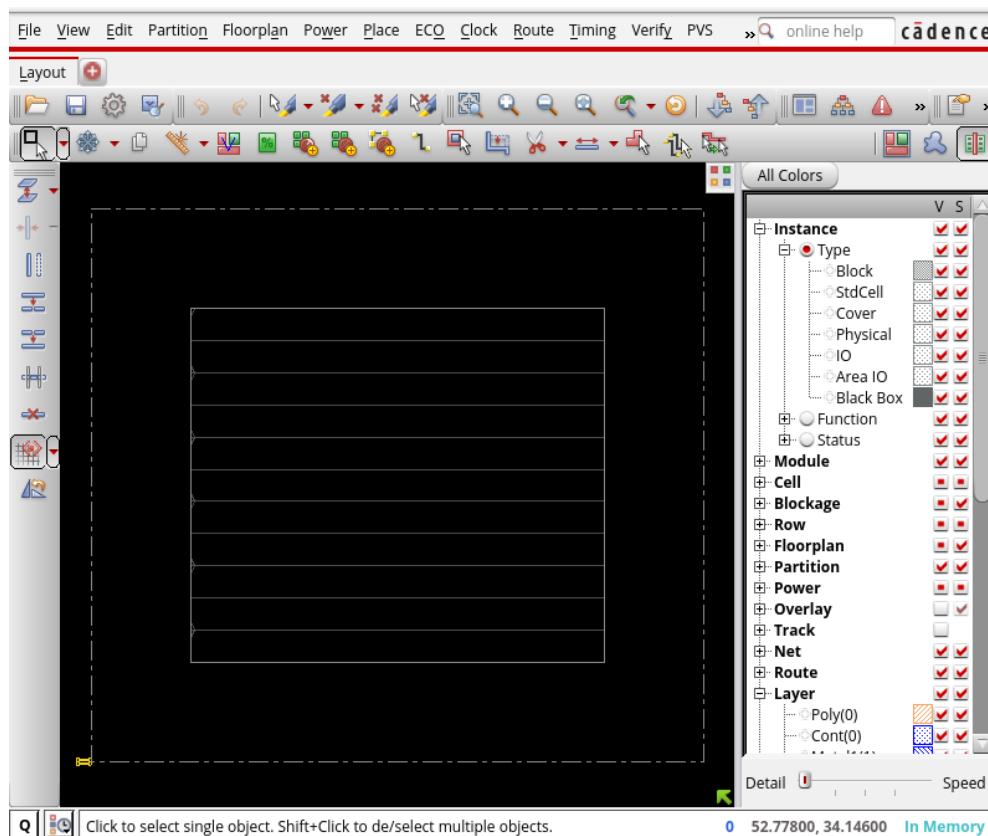 File View Edit Partition Floorplan Power Place ECO Clock Route Timing Verify PVS » online help cādence
Layout
»
All Colors
V S
Instance
Type
Block
StdCell
Cover
Physical
IO
Area IO
Black Box
Function
Status
Module
Cell
Blockage
Row
Floorplan
Partition
Power
Overlay
Track
Net
Route
Layer
Poly(0)
Cont(0)
Detail Speed
Q Click to select single object. Shift+Click to de/select multiple objects. 0 52.77800, 34.14600 In Memory